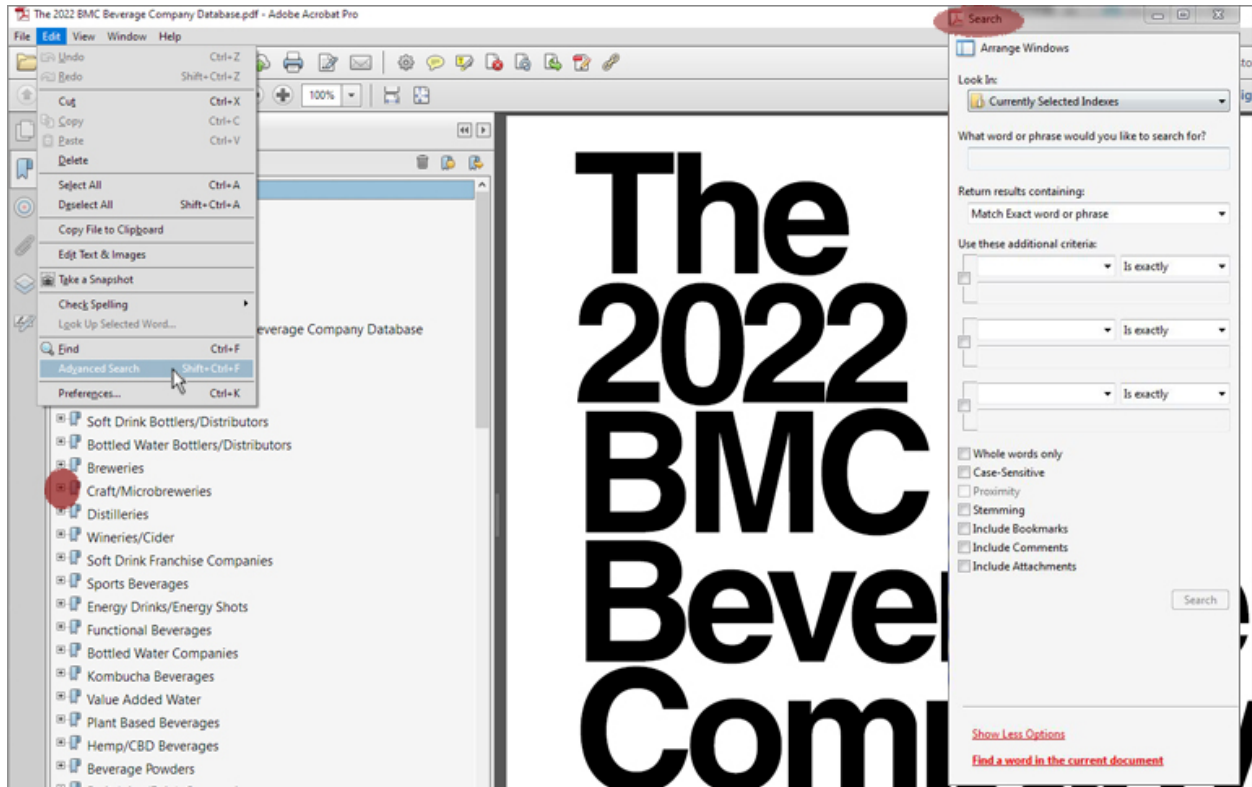 The 2022 BMC Beverage Company Database.pdf - Adobe Acrobat Pro
File Edit View Window Help
Undo Ctrl+Z
Redo Shift+Ctrl+Z
Cut Ctrl+X
Copy Ctrl+C
Paste Ctrl+V
Delete
Select All Ctrl+A
Deselect All Shift+Ctrl+A
Copy File to Clipboard
Edit Text & Images
Take a Snapshot
Check Spelling
Look Up Selected Word...
Find Ctrl+F
Advanced Search Shift+Ctrl+F
Preferences... Ctrl+K
100%
everage Company Database
Soft Drink Bottlers/Distributors
Bottled Water Bottlers/Distributors
Breweries
Craft/Microbreweries
Distilleries
Wineries/Cider
Soft Drink Franchise Companies
Sports Beverages
Energy Drinks/Energy Shots
Functional Beverages
Bottled Water Companies
Kombucha Beverages
Value Added Water
Plant Based Beverages
Hemp/CBD Beverages
Beverage Powders
The
2022
BMC
Beve
Com
Search
Arrange Windows
Look In:
Currently Selected Indexes
What word or phrase would you like to search for?
Return results containing:
Match Exact word or phrase
Use these additional criteria:
Is exactly
Is exactly
Is exactly
Whole words only
Case-Sensitive
Proximity
Stemming
Include Bookmarks
Include Comments
Include Attachments
Search
Show Less Options
Find a word in the current document